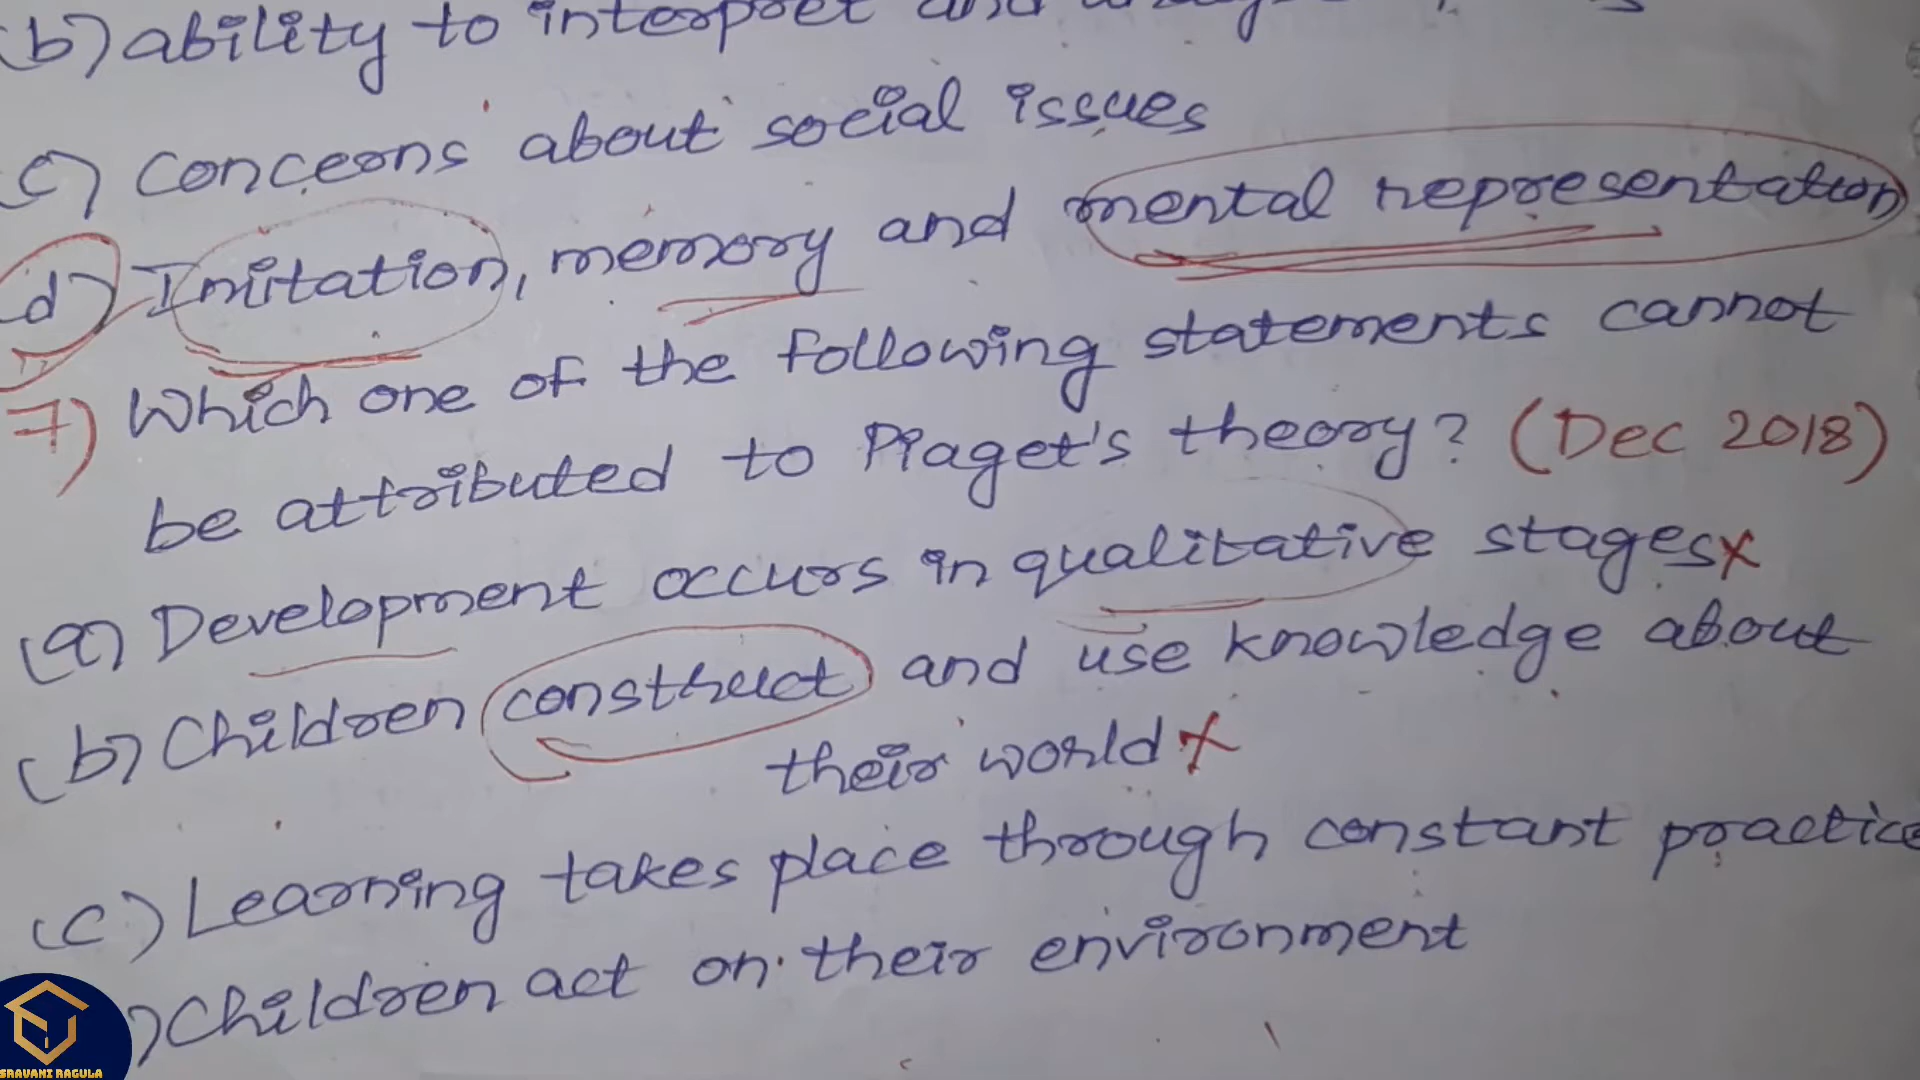 (b) ability to interpret and
c) Concerns about social issues
d) Imitation, memory and mental representation
7) Which one of the following statements cannot
be attributed to Piaget's theory? (Dec 2018)
(a) Development occurs in qualitative stages x
(b) Children construct and use knowledge about
their world x
(c) Learning takes place through constant practice
) Children act on their environment
SRAVANI RAGULA